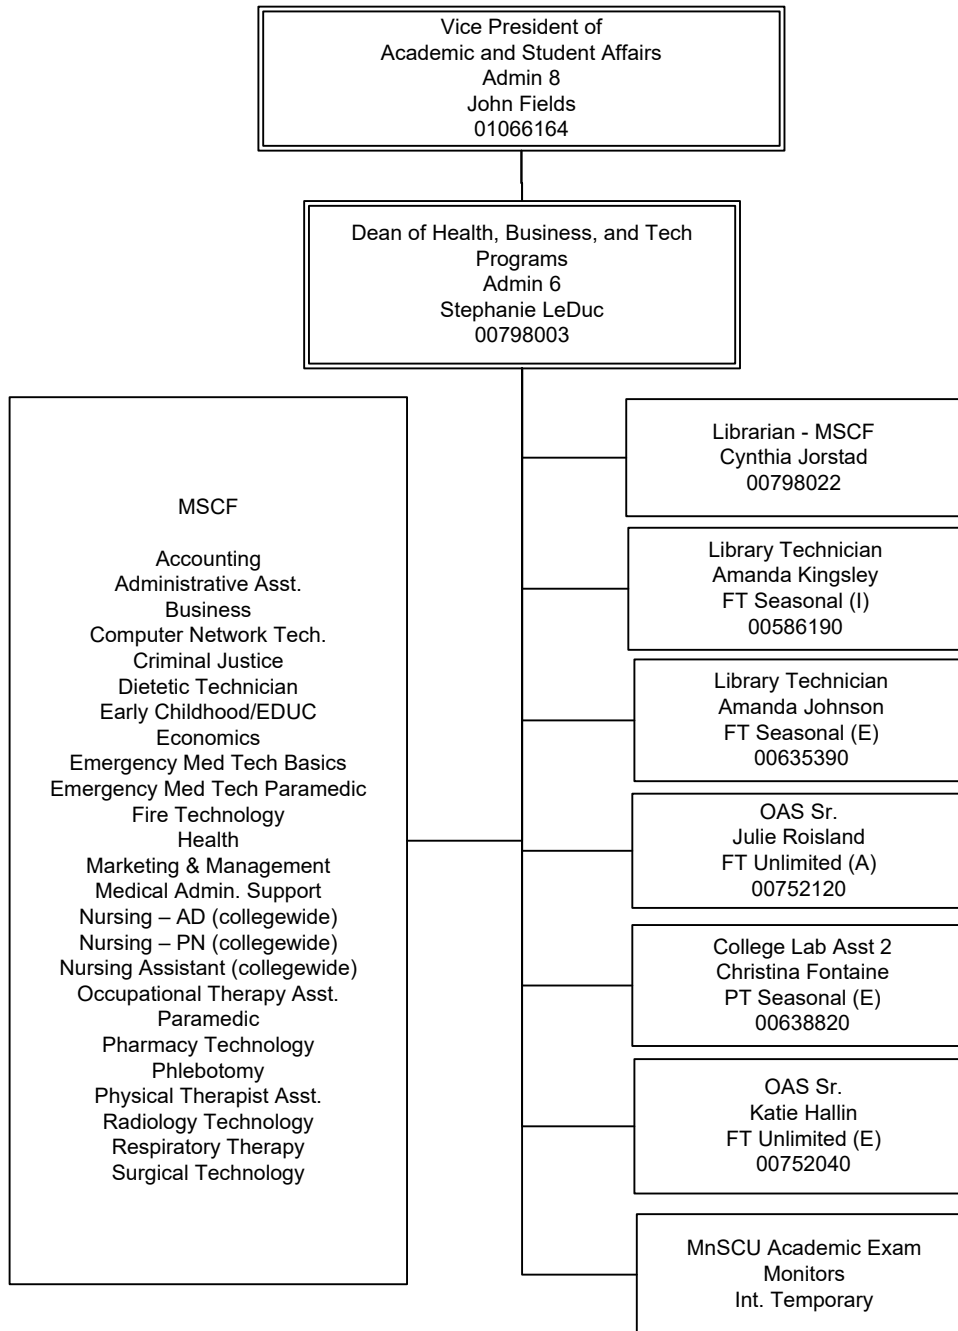 Vice President of
Academic and Student Affairs
Admin 8
John Fields
01066164
Dean of Health, Business, and Tech
Programs
Admin 6
Stephanie LeDuc
00798003
MSCF
Accounting
Administrative Asst.
Business
Computer Network Tech.
Criminal Justice
Dietetic Technician
Early Childhood/EDUC
Economics
Emergency Med Tech Basics
Emergency Med Tech Paramedic
Fire Technology
Health
Marketing & Management
Medical Admin. Support
Nursing – AD (collegewide)
Nursing – PN (collegewide)
Nursing Assistant (collegewide)
Occupational Therapy Asst.
Paramedic
Pharmacy Technology
Phlebotomy
Physical Therapist Asst.
Radiology Technology
Respiratory Therapy
Surgical Technology
Librarian - MSCF
Cynthia Jorstad
00798022
Library Technician
Amanda Kingsley
FT Seasonal (I)
00586190
Library Technician
Amanda Johnson
FT Seasonal (E)
00635390
OAS Sr.
Julie Roisland
FT Unlimited (A)
00752120
College Lab Asst 2
Christina Fontaine
PT Seasonal (E)
00638820
OAS Sr.
Katie Hallin
FT Unlimited (E)
00752040
MnSCU Academic Exam
Monitors
Int. Temporary